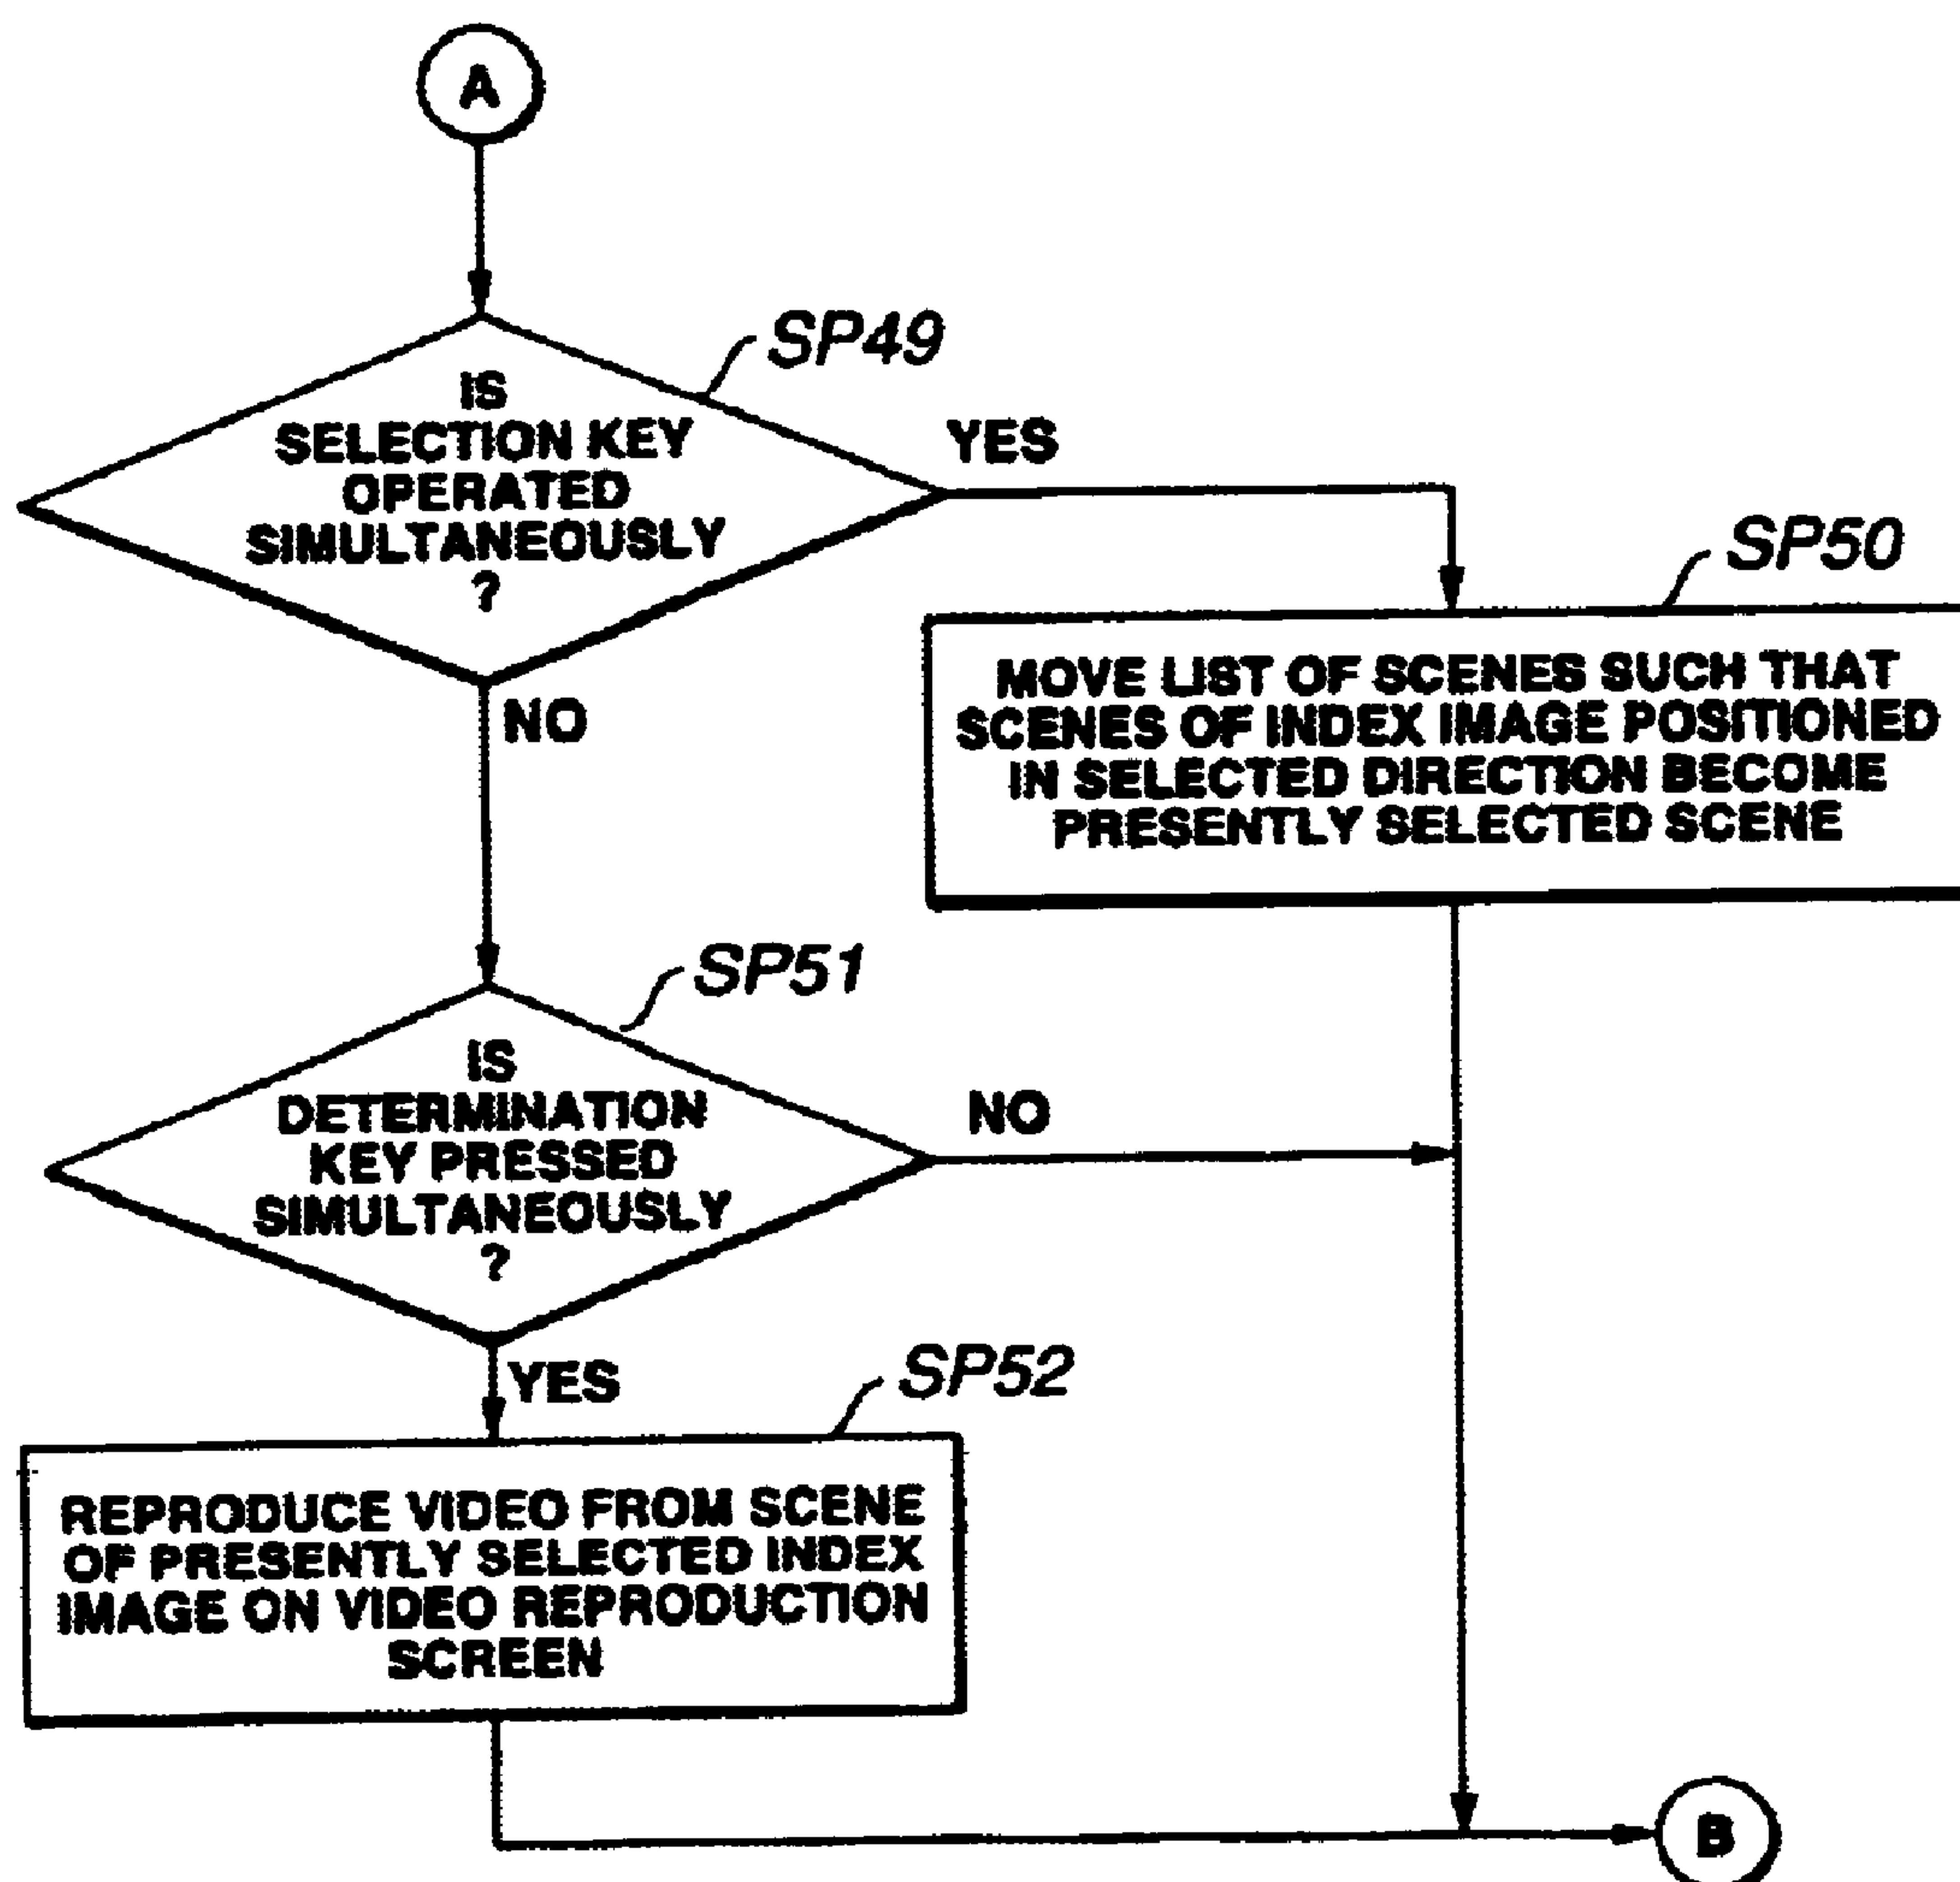 A
SP49
IS
SELECTION KEY
OPERATED
SIMULTANEOUSLY
?
YES
NO
SP50
MOVE LIST OF SCENES SUCH THAT
SCENES OF INDEX IMAGE POSITIONED
IN SELECTED DIRECTION BECOME
PRESENTLY SELECTED SCENE
SP51
IS
DETERMINATION
KEY PRESSED
SIMULTANEOUSLY
?
NO
YES
SP52
REPRODUCE VIDEO FROM SCENE
OF PRESENTLY SELECTED INDEX
IMAGE ON VIDEO REPRODUCTION
SCREEN
B